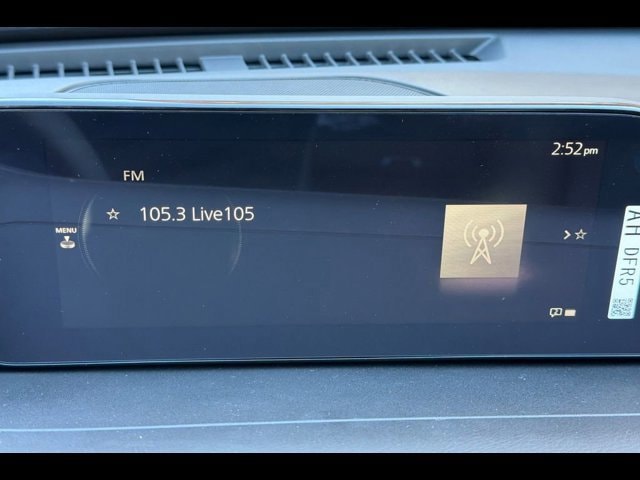 2:52pm
FM
105.3 Live105
MENU
AH DFR5